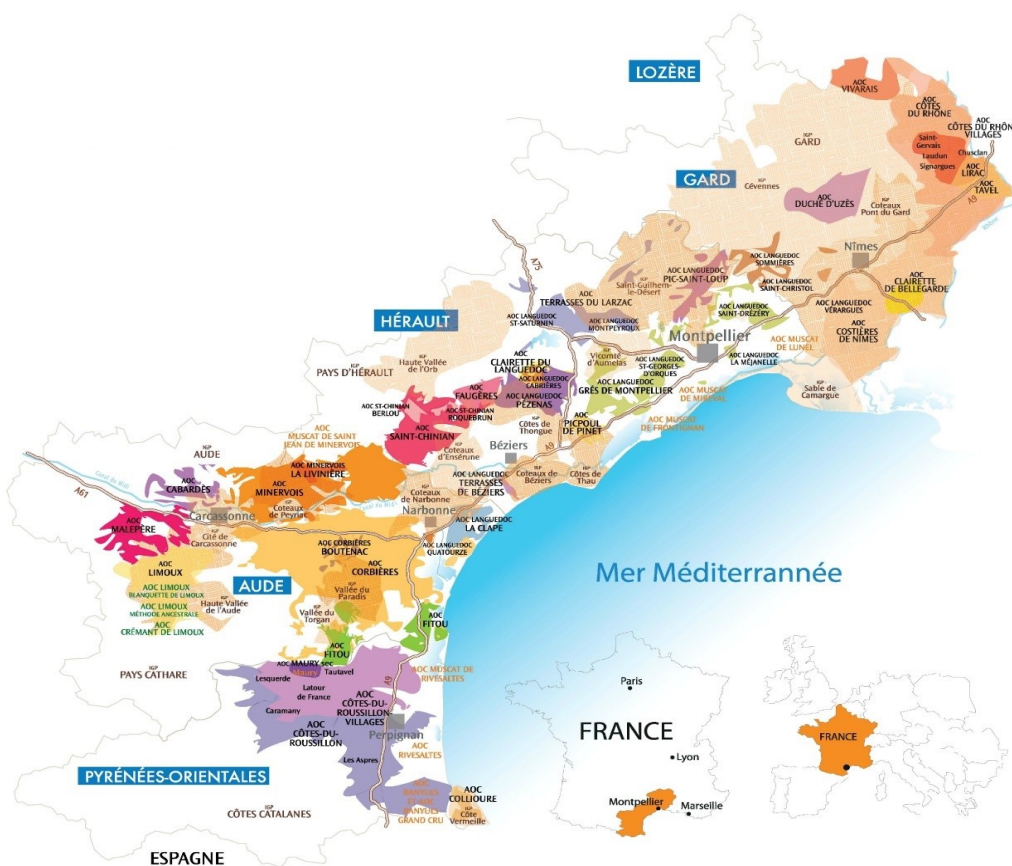 LOZÈRE
AOC
VIVARAIS
AOC
CÔTES
DU RHÔNE
AOC
CÔTES DU RHÔN
VILLAGES
Saint-
Gervais
Laudun
Chusclan
Signargues
AOC
LIRAC
AOC
TAVEL
IGP
GARD
GARD
IGP
Cévennes
AOC
DUCHÉ D'UZÈS
IGP
Coteaux
Pont du Gard
A9
Rhône
Nîmes
A75
AOC LANGUEDOC
SOMMIÈRES
AOC LANGUEDOC
PIC-SAINT-LOUP
IGP
Saint-Guilhem-
le-Désert
AOC LANGUEDOC
SAINT-CHRISTOL
AOC
CLAIRETTE
DE BELLEGARDE
AOC
TERRASSES DU LARZAC
AOC LANGUEDOC
ST-SATURNIN
AOC LANGUEDOC
MONTPEYROUX
AOC LANGUEDOC
SAINT-DRÉZÉRY
AOC LANGUEDOC
VÉRARGUES
AOC
COSTIÈRES
DE NÎMES
HÉRAULT
Montpellier
AOC MUSCAT
DE LUNEL
IGP
PAYS D'HÉRAULT
IGP
Haute Vallée
de l'Orb
AOC
CLAIRETTE DU
LANGUEDOC
AOC LANGUEDOC
CABRIÈRES
IGP
Vicomté
d'Aumelas
AOC LANGUEDOC
ST-GEORGES-
D'ORQUES
AOC LANGUEDOC
LA MÉJANELLE
AOC
FAUGÈRES
AOC LANGUEDOC
PÉZENAS
AOC LANGUEDOC
GRÉS DE MONTPELLIER
AOC MUSCAT
DE MIREVAL
IGP
Sable de
Camargue
AOC ST-CHINIAN
BERLOU
AOC ST-CHINIAN
ROQUEBRUN
AOC
SAINT-CHINIAN
IGP
Côtes de
Thongue
AOC
PICPOUL
DE PINET
AOC MUSCAT
DE FRONTIGNAN
AOC
MUSCAT DE SAINT
JEAN DE MINERVOIS
IGP
Coteaux
d'Ensérune
Béziers
A9
IGP
AUDE
AOC MINERVOIS
LA LIVINIÈRE
AOC LANGUEDOC
TERRASSES
DE BÉZIERS
IGP
Coteaux
de Béziers
IGP
Côtes de
Thau
Canal du Midi
A61
AOC
CABARDÈS
AOC
MINERVOIS
IGP
Coteaux
de Narbonne
IGP
Coteaux
de Peyriac
Carcassonne
Narbonne
AOC LANGUEDOC
LA CLAPE
AOC
MALEPÈRE
IGP
Cité de
Carcassonne
AOC CORBIÈRES
BOUTENAC
AOC LANGUEDOC
QUATOURZE
AOC
LIMOUX
AOC
CORBIÈRES
Mer Méditerrannée
AOC LIMOUX
BLANQUETTE DE LIMOUX
AUDE
IGP
Vallée du
Paradis
AOC LIMOUX
MÉTHODE ANCESTRALE
IGP
Haute Vallée
de l'Aude
IGP
Vallée du
Torgan
AOC
CRÉMANT DE LIMOUX
AOC
FITOU
AOC
FITOU
IGP
PAYS CATHARE
AOC MAURY sec
Maury
Tautavel
Lesquerde
A9
AOC MUSCAT DE
RIVESALTES
Latour
de France
Caramany
AOC
CÔTES-DU-
ROUSSILLON
VILLAGES
AOC
CÔTES-DU-
ROUSSILLON
Perpignan
Les Aspres
AOC
RIVESALTES
PYRÉNÉES-ORIENTALES
IGP
CÔTES CATALANES
AOC
BANYULS
ET AOC
BANYULS
GRAND CRU
AOC
COLLIOURE
IGP
Côte
Vermeille
ESPAGNE
Paris
FRANCE
Lyon
Montpellier
Marseille
FRANCE